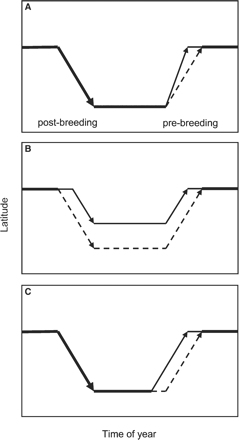 A
post-breeding
pre-breeding
B
Latitude
C
Time of year